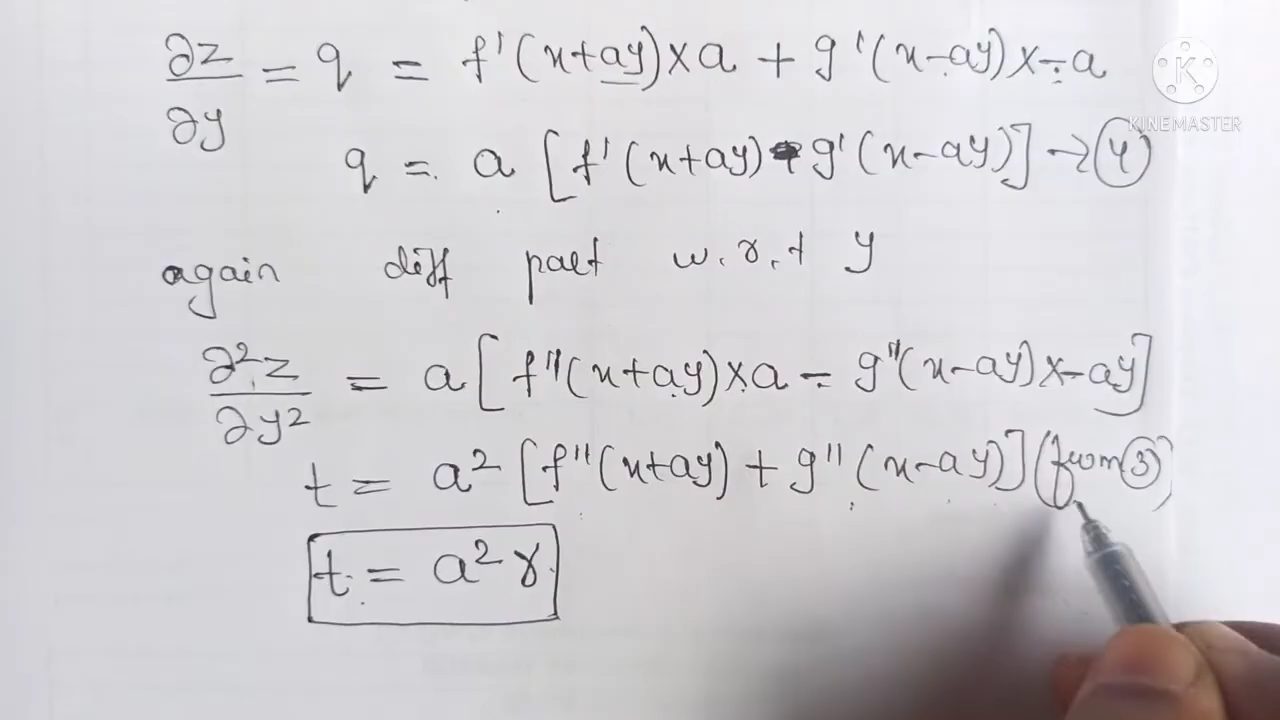 ∂z/∂y = q = f'(x+ay)×a + g'(x-ay)×-a
KINEMASTER
q = a [f'(x+ay) - g'(x-ay)] → (4)
again diff part w.r.t y
∂²z/∂y² = a[f''(x+ay)×a - g''(x-ay)×-ay]
t = a² [f''(x+ay) + g''(x-ay)] (from (3))
t = a² r